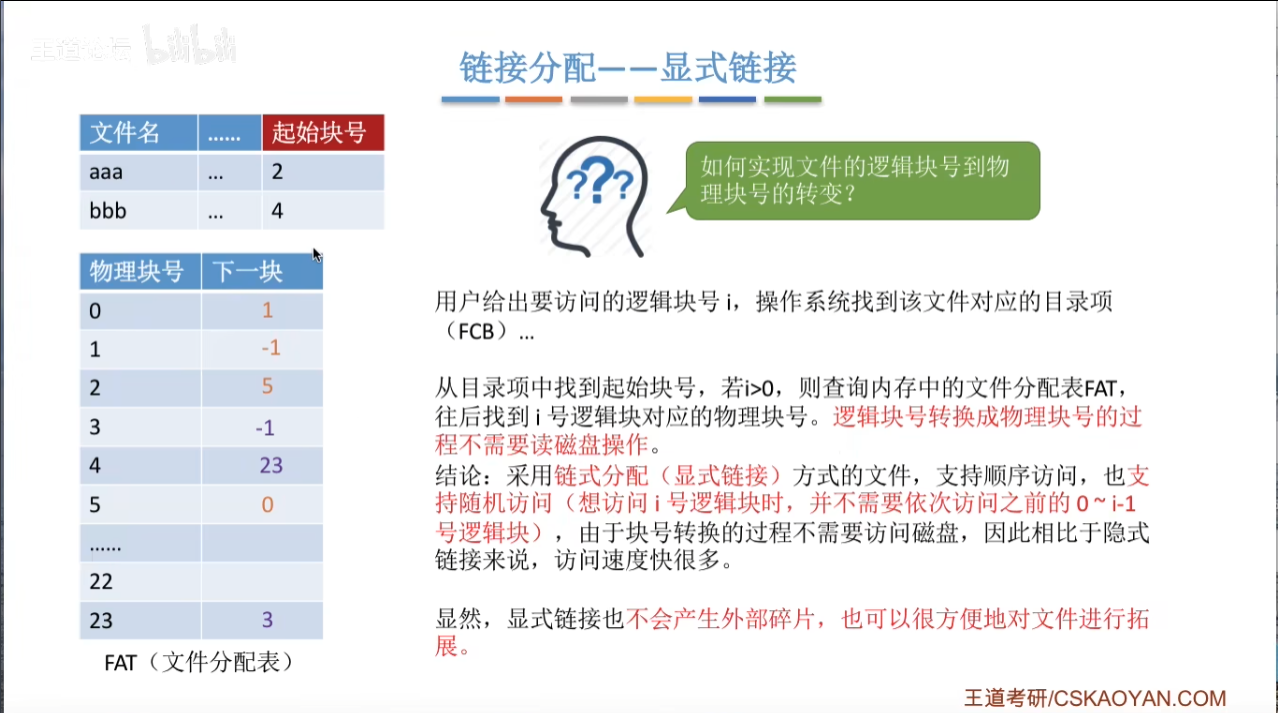 王道论坛 bilibili
链接分配——显式链接
文件名 …… 起始块号
aaa … 2
bbb … 4
物理块号 下一块
0 1
1 -1
2 5
3 -1
4 23
5 0
……
22
23 3
FAT（文件分配表）
???
如何实现文件的逻辑块号到物
理块号的转变？
用户给出要访问的逻辑块号 i，操作系统找到该文件对应的目录项
（FCB）…
从目录项中找到起始块号，若i>0，则查询内存中的文件分配表FAT，
往后找到 i 号逻辑块对应的物理块号。逻辑块号转换成物理块号的过
程不需要读磁盘操作。
结论：采用链式分配（显式链接）方式的文件，支持顺序访问，也支
持随机访问（想访问 i 号逻辑块时，并不需要依次访问之前的 0 ~ i-1
号逻辑块），由于块号转换的过程不需要访问磁盘，因此相比于隐式
链接来说，访问速度快很多。
显然，显式链接也不会产生外部碎片，也可以很方便地对文件进行拓
展。
王道考研/CSKAOYAN.COM